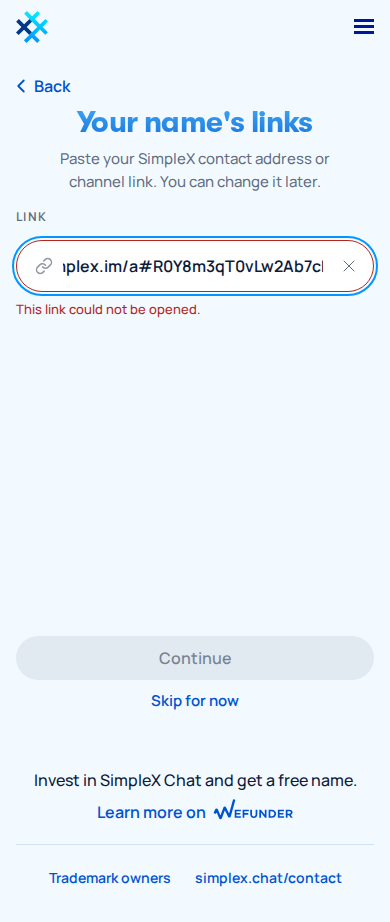 Back
Your name's links
Paste your SimpleX contact address or
channel link. You can change it later.
LINK
nplex.im/a#R0Y8m3qT0vLw2Ab7cl
This link could not be opened.
Continue
Skip for now
Invest in SimpleX Chat and get a free name.
Learn more on WEFUNDER
Trademark owners simplex.chat/contact